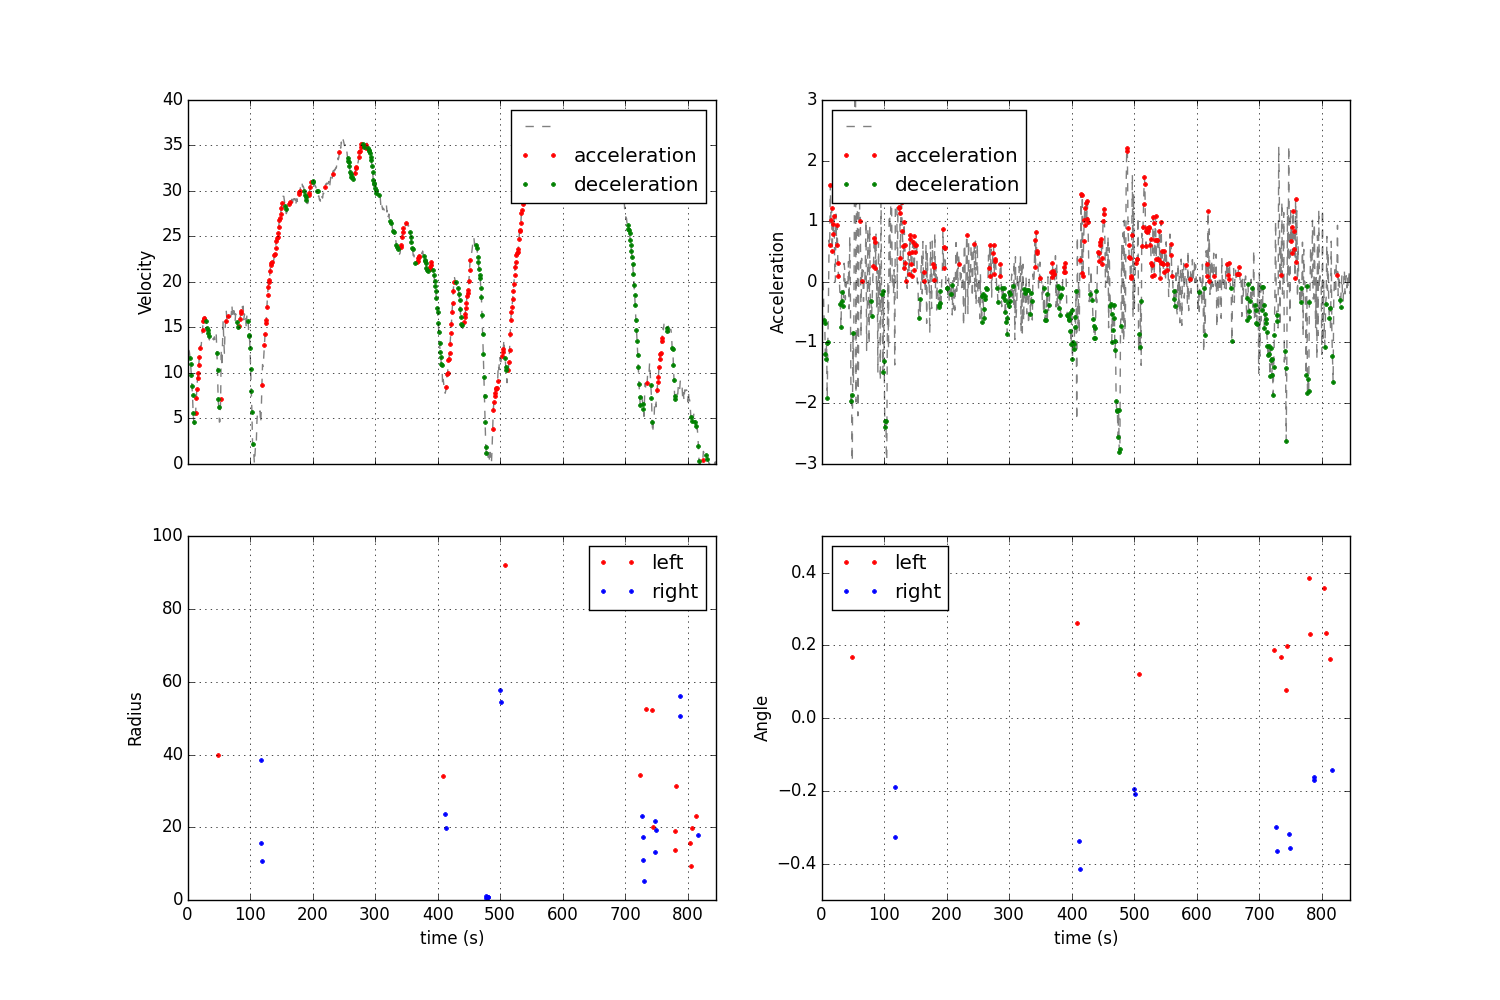 40
35
30
25
20
15
10
5
0
Velocity
acceleration
deceleration
3
2
1
0
−1
−2
−3
Acceleration
acceleration
deceleration
100
80
60
40
20
0
Radius
left
right
0 100 200 300 400 500 600 700 800
time (s)
0.4
0.2
0.0
−0.2
−0.4
Angle
left
right
0 100 200 300 400 500 600 700 800
time (s)